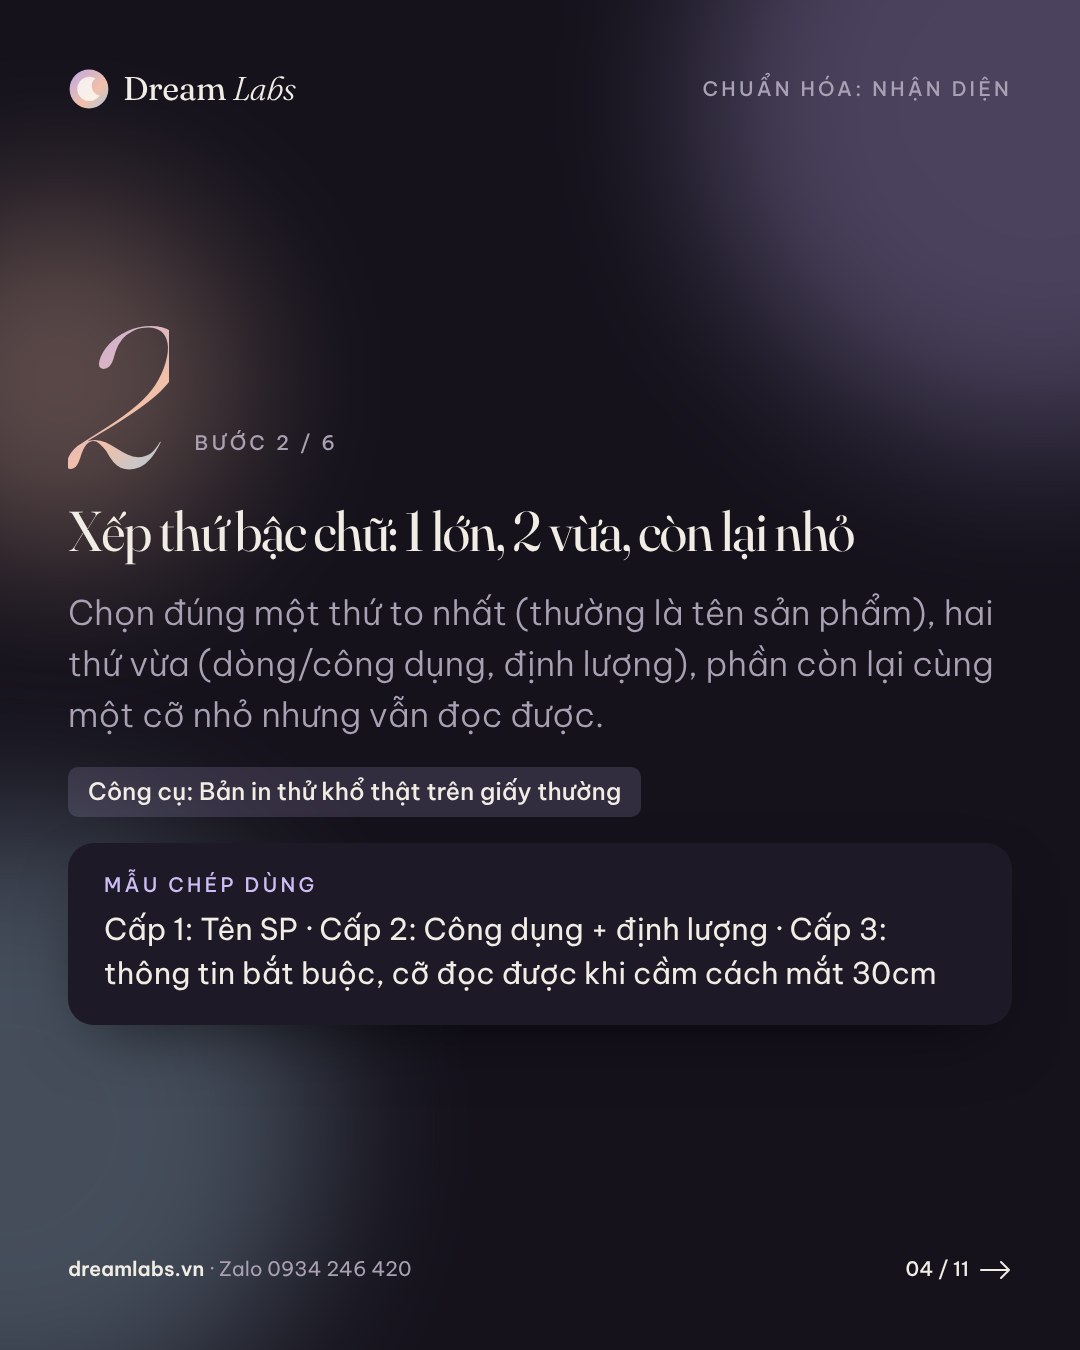 Dream Labs
CHUẨN HÓA: NHẬN DIỆN
2
BƯỚC 2 / 6
Xếp thứ bậc chữ: 1 lớn, 2 vừa, còn lại nhỏ
Chọn đúng một thứ to nhất (thường là tên sản phẩm), hai
thứ vừa (dòng/công dụng, định lượng), phần còn lại cùng
một cỡ nhỏ nhưng vẫn đọc được.
Công cụ: Bản in thử khổ thật trên giấy thường
MẪU CHÉP DÙNG
Cấp 1: Tên SP · Cấp 2: Công dụng + định lượng · Cấp 3:
thông tin bắt buộc, cỡ đọc được khi cầm cách mắt 30cm
dreamlabs.vn · Zalo 0934 246 420
04 / 11 →